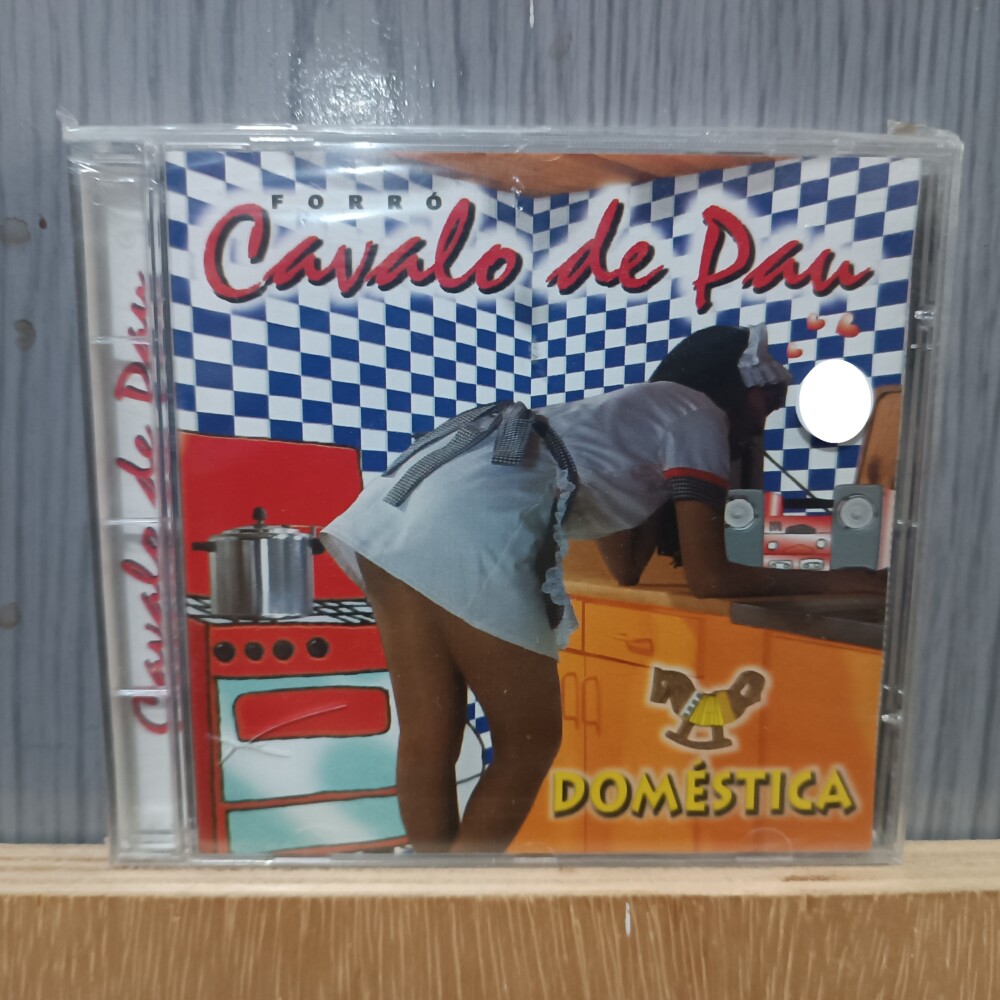 FORRÓ
Cavalo de Pau
Cavalo de Pau
DOMÉSTICA